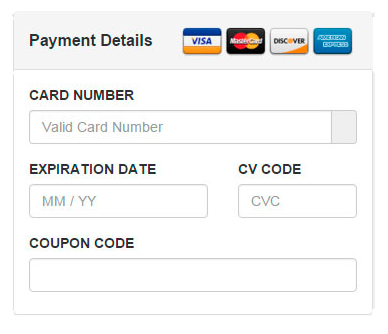 Payment Details VISA MasterCard DISCOVER AMERICAN EXPRESS
CARD NUMBER
Valid Card Number
EXPIRATION DATE CV CODE
MM / YY CVC
COUPON CODE